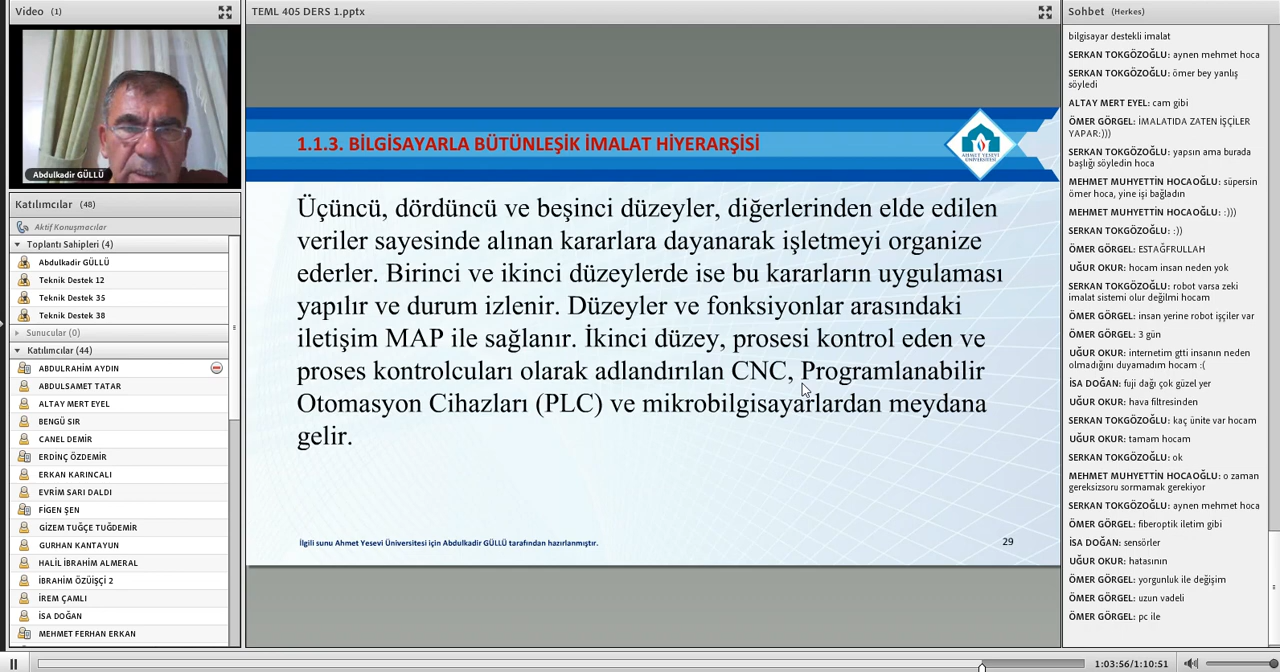 Video (1)
Abdulkadir GÜLLÜ
Katılımcılar (48)
Aktif Konuşmacılar
Toplantı Sahipleri (4)
Abdulkadir GÜLLÜ
Teknik Destek 12
Teknik Destek 35
Teknik Destek 38
Sunucular (0)
Katılımcılar (44)
ABDULRAHİM AYDIN
ABDULSAMET TATAR
ALTAY MERT EYEL
BENGÜ SIR
CANEL DEMİR
ERDİNÇ ÖZDEMİR
ERKAN KARINCALI
EVRİM SARI DALDI
FİGEN ŞEN
GİZEM TUĞÇE TUĞDEMİR
GURHAN KANTAYUN
HALİL İBRAHİM ALMERAL
İBRAHİM ÖZÜİŞÇİ 2
İREM ÇAMLI
İSA DOĞAN
MEHMET FERHAN ERKAN
TEML 405 DERS 1.pptx
1.1.3. BİLGİSAYARLA BÜTÜNLEŞİK İMALAT HİYERARŞİSİ
AHMET YESEVİ
ÜNİVERSİTESİ
Üçüncü, dördüncü ve beşinci düzeyler, diğerlerinden elde edilen
veriler sayesinde alınan kararlara dayanarak işletmeyi organize
ederler. Birinci ve ikinci düzeylerde ise bu kararların uygulaması
yapılır ve durum izlenir. Düzeyler ve fonksiyonlar arasındaki
iletişim MAP ile sağlanır. İkinci düzey, prosesi kontrol eden ve
proses kontrolcuları olarak adlandırılan CNC, Programlanabilir
Otomasyon Cihazları (PLC) ve mikrobilgisayarlardan meydana
gelir.
İlgili sunu Ahmet Yesevi Üniversitesi için Abdulkadir GÜLLÜ tarafından hazırlanmıştır.
29
Sohbet (Herkes)
bilgisayar destekli imalat
SERKAN TOKGÖZOĞLU: aynen mehmet hoca
SERKAN TOKGÖZOĞLU: ömer bey yanlış
söyledi
ALTAY MERT EYEL: cam gibi
ÖMER GÖRGEL: İMALATIDA ZATEN İŞÇİLER
YAPAR:)))
SERKAN TOKGÖZOĞLU: yapsın ama burada
başlığı söyledin hoca
MEHMET MUHYETTİN HOCAOĞLU: süpersin
ömer hoca, yine işi bağladın
MEHMET MUHYETTİN HOCAOĞLU: :)))
SERKAN TOKGÖZOĞLU: :))
ÖMER GÖRGEL: ESTAĞFRULLAH
UĞUR OKUR: hocam insan neden yok
SERKAN TOKGÖZOĞLU: robot varsa zeki
imalat sistemi olur değilmi hocam
ÖMER GÖRGEL: insan yerine robot işçiler var
ÖMER GÖRGEL: 3 gün
UĞUR OKUR: internetim gtti insanın neden
olmadığını duyamadım hocam :(
İSA DOĞAN: fuji dağı çok güzel yer
UĞUR OKUR: hava filtresinden
SERKAN TOKGÖZOĞLU: kaç ünite var hocam
UĞUR OKUR: tamam hocam
SERKAN TOKGÖZOĞLU: ok
MEHMET MUHYETTİN HOCAOĞLU: o zaman
gereksizsoru sormamak gerekiyor
SERKAN TOKGÖZOĞLU: aynen mehmet hoca
ÖMER GÖRGEL: fiberoptik iletim gibi
İSA DOĞAN: sensörler
UĞUR OKUR: hatasının
ÖMER GÖRGEL: yorgunluk ile değişim
ÖMER GÖRGEL: uzun vadeli
ÖMER GÖRGEL: pc ile
1:03:56/1:10:51